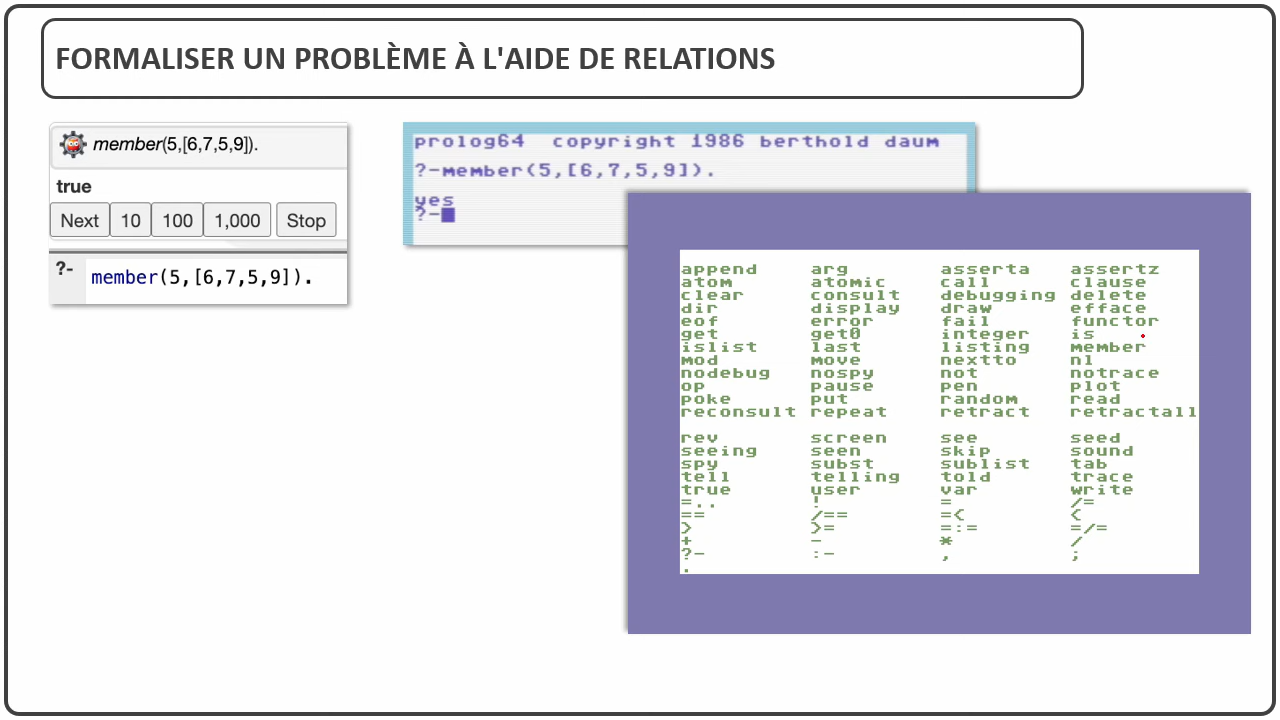 FORMALISER UN PROBLÈME À L'AIDE DE RELATIONS
member(5,[6,7,5,9]).
true
Next 10 100 1,000 Stop
?- member(5,[6,7,5,9]).
prolog64 copyright 1986 berthold daum
?-member(5,[6,7,5,9]).
yes
?-
append arg asserta assertz
atom atomic call clause
clear consult debugging delete
dir display draw efface
eof error fail functor
get get0 integer is
islist last listing member
mod move nextto nl
nodebug nospy not notrace
op pause pen plot
poke put random read
reconsult repeat retract retractall
rev screen see seed
seeing seen skip sound
spy subst sublist tab
tell telling told trace
true user var write
=.. ! = /=
== /== =< <
> >= =:= =/=
+ - * /
?- :- , ;
.